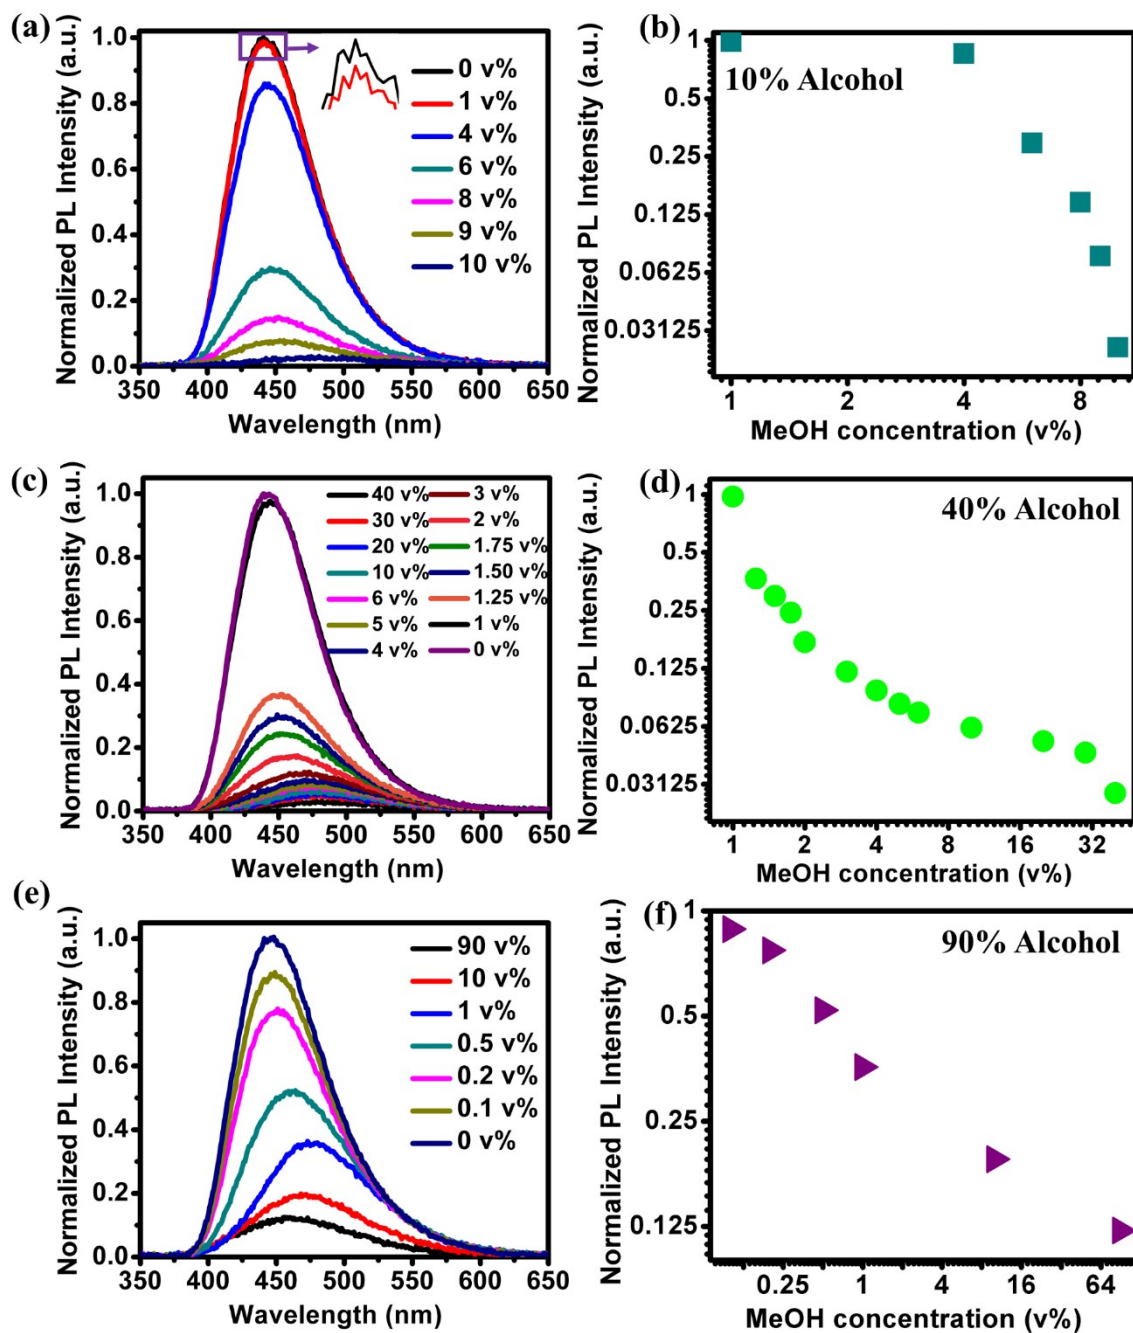 (a)
Normalized PL Intensity (a.u.)
1.0
0.8
0.6
0.4
0.2
0.0
0 v%
1 v%
4 v%
6 v%
8 v%
9 v%
10 v%
350 400 450 500 550 600 650
Wavelength (nm)
(b)
Normalized PL Intensity (a.u.)
10% Alcohol
1
0.5
0.25
0.125
0.0625
0.03125
1 2 4 8
MeOH concentration (v%)
(c)
Normalized PL Intensity (a.u.)
1.0
0.8
0.6
0.4
0.2
0.0
40 v% 3 v%
30 v% 2 v%
20 v% 1.75 v%
10 v% 1.50 v%
6 v% 1.25 v%
5 v% 1 v%
4 v% 0 v%
350 400 450 500 550 600 650
Wavelength (nm)
(d)
Normalized PL Intensity (a.u.)
40% Alcohol
1
0.5
0.25
0.125
0.0625
0.03125
1 2 4 8 16 32
MeOH concentration (v%)
(e)
Normalized PL Intensity (a.u.)
1.0
0.8
0.6
0.4
0.2
0.0
90 v%
10 v%
1 v%
0.5 v%
0.2 v%
0.1 v%
0 v%
350 400 450 500 550 600 650
Wavelength (nm)
(f)
Normalized PL Intensity (a.u.)
90% Alcohol
1
0.5
0.25
0.125
0.25 1 4 16 64
MeOH concentration (v%)